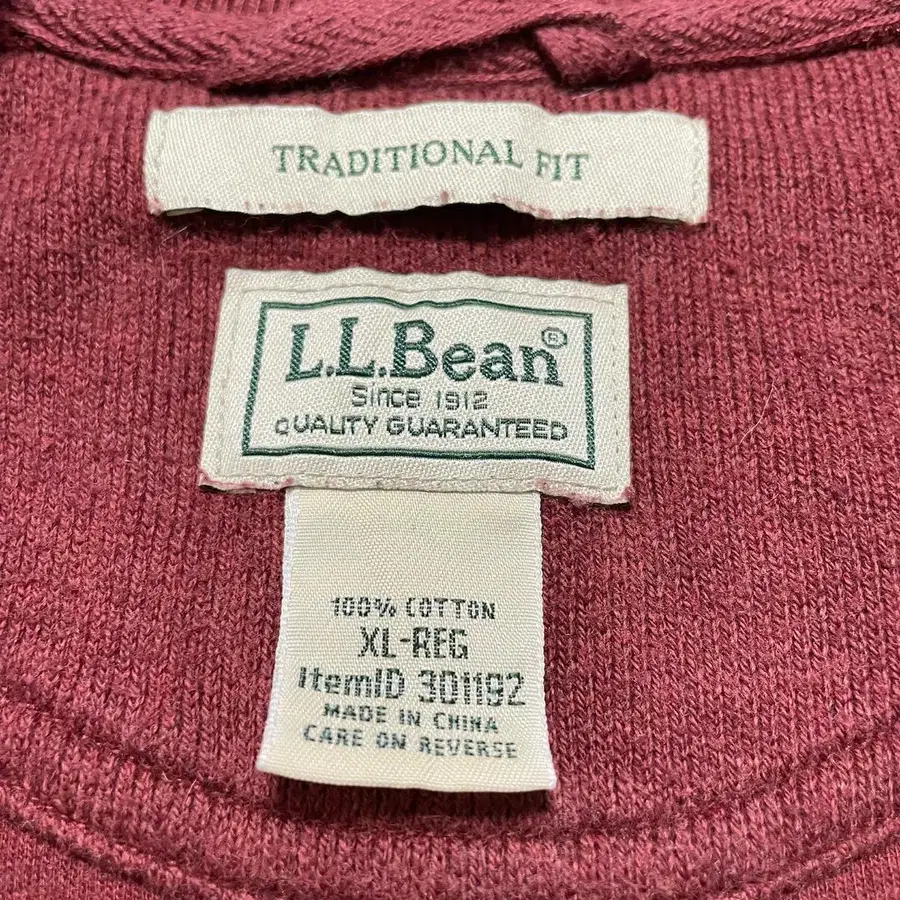 TRADITIONAL FIT
L.L.Bean®
Since 1912
QUALITY GUARANTEED
100% COTTON
XL-REG
ItemID 301192
MADE IN CHINA
CARE ON REVERSE